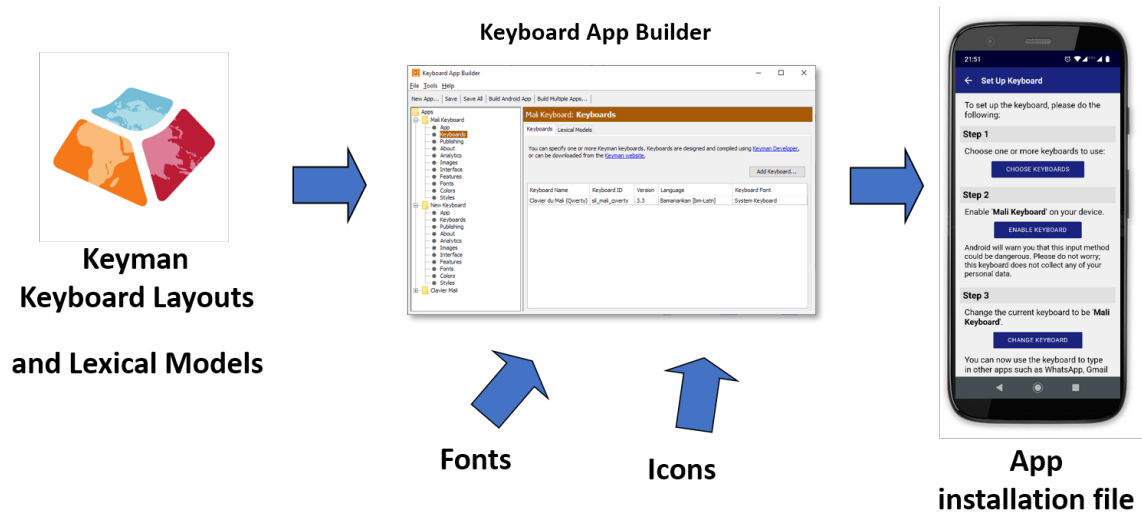 Keyboard App Builder
Keyman
Keyboard Layouts
and Lexical Models
Keyboard App Builder
File Tools Help
New App... Save Save All Build Android App Build Multiple Apps...
Apps
Mali Keyboard
App
Keyboards
Publishing
About
Analytics
Images
Interface
Features
Fonts
Colors
Styles
New Keyboard
App
Keyboards
Publishing
About
Analytics
Images
Interface
Features
Fonts
Colors
Styles
Clavier Mali
Mali Keyboard: Keyboards
Keyboards Lexical Models
You can specify one or more Keyman keyboards. Keyboards are designed and compiled using Keyman Developer,
or can be downloaded from the Keyman website.
Add Keyboard...
Keyboard Name Keyboard ID Version Language Keyboard Font
Clavier du Mali (Qwerty) sil_mali_qwerty 3.3 Bamanankan [bm-Latn] System Keyboard
Fonts
Icons
21:51
Set Up Keyboard
To set up the keyboard, please do the
following:
Step 1
Choose one or more keyboards to use:
CHOOSE KEYBOARDS
Step 2
Enable 'Mali Keyboard' on your device.
ENABLE KEYBOARD
Android will warn you that this input method
could be dangerous. Please do not worry;
this keyboard does not collect any of your
personal data.
Step 3
Change the current keyboard to be 'Mali
Keyboard'.
CHANGE KEYBOARD
You can now use the keyboard to type
in other apps such as WhatsApp, Gmail
App
installation file